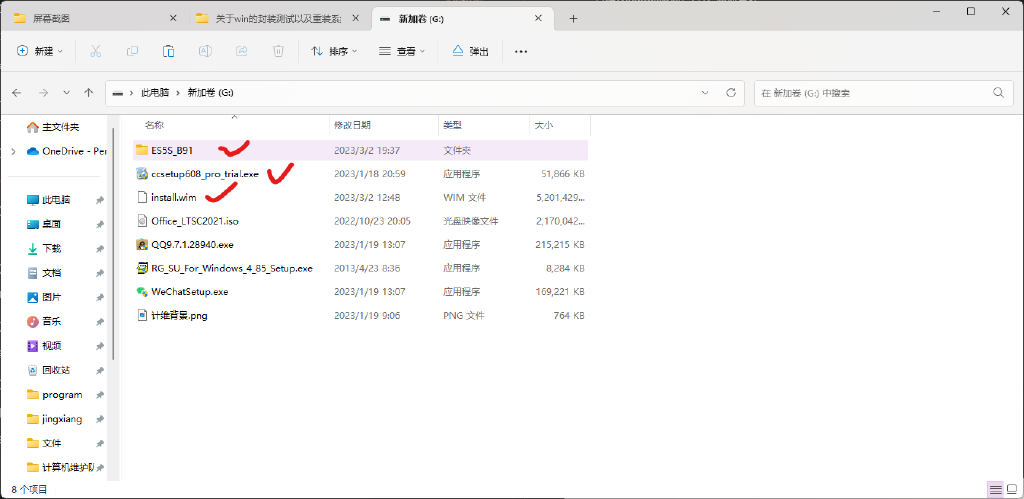 屏幕截图
关于win的封装测试以及重装系
新加卷 (G:)
新建
排序
查看
弹出
此电脑
新加卷 (G:)
在 新加卷 (G:) 中搜索
名称
修改日期
类型
大小
主文件夹
OneDrive - Per
此电脑
桌面
下载
文档
图片
音乐
视频
回收站
program
jingxiang
文件
计算机维护队
ES5S_B91
2023/3/2 19:37
文件夹
ccsetup608_pro_trial.exe
2023/1/18 20:59
应用程序
51,866 KB
install.wim
2023/3/2 12:48
WIM 文件
5,201,429...
Office_LTSC2021.iso
2022/10/23 20:05
光盘映像文件
2,170,042...
QQ9.7.1.28940.exe
2023/1/19 13:07
应用程序
215,215 KB
RG_SU_For_Windows_4_85_Setup.exe
2013/4/23 8:36
应用程序
8,284 KB
WeChatSetup.exe
2023/1/19 13:07
应用程序
169,221 KB
计维背景.png
2023/1/19 9:06
PNG 文件
764 KB
8 个项目